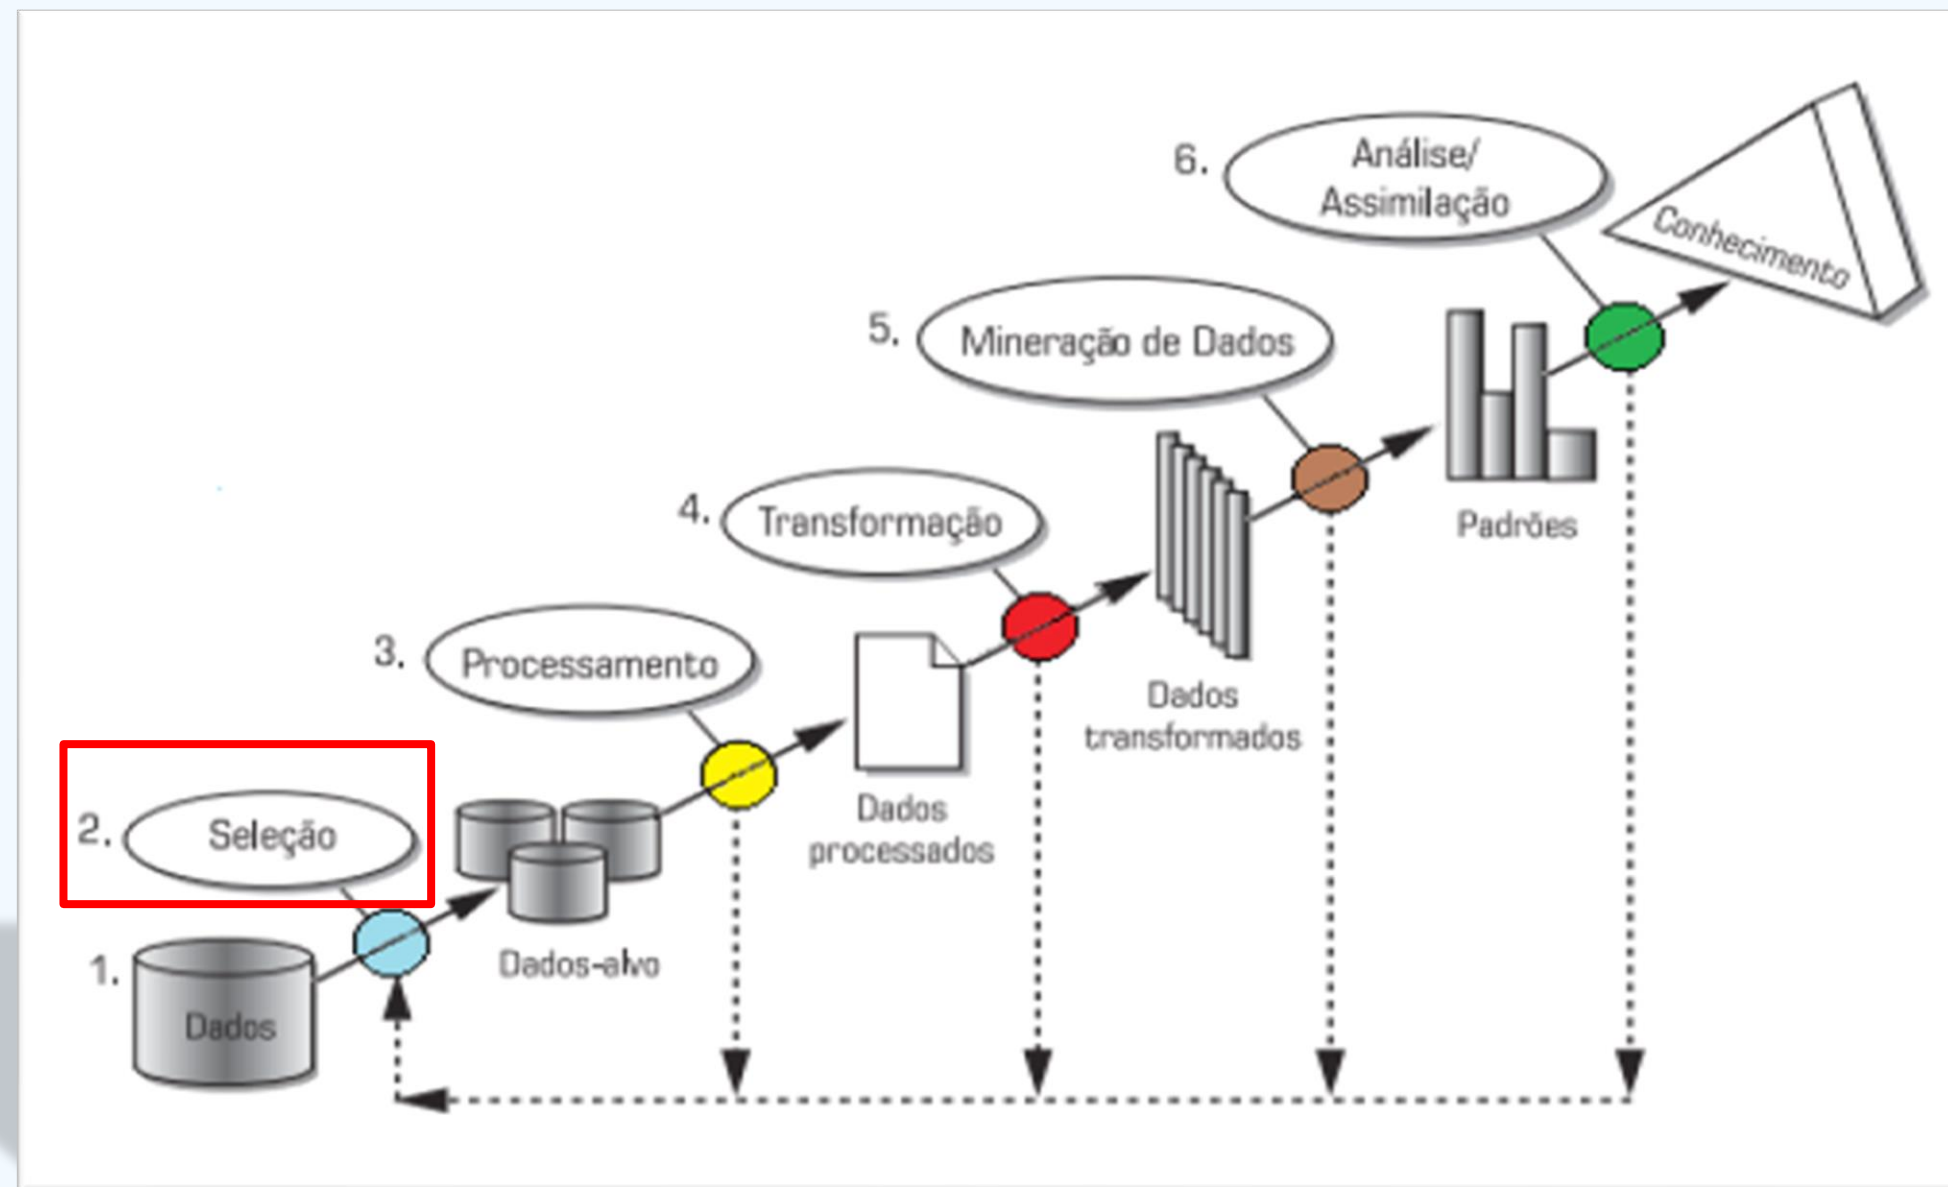 1.
Dados
2.
Seleção
Dados-alvo
3.
Processamento
Dados
processados
4.
Transformação
Dados
transformados
5.
Mineração de Dados
Padrões
6.
Análise/
Assimilação
Conhecimento